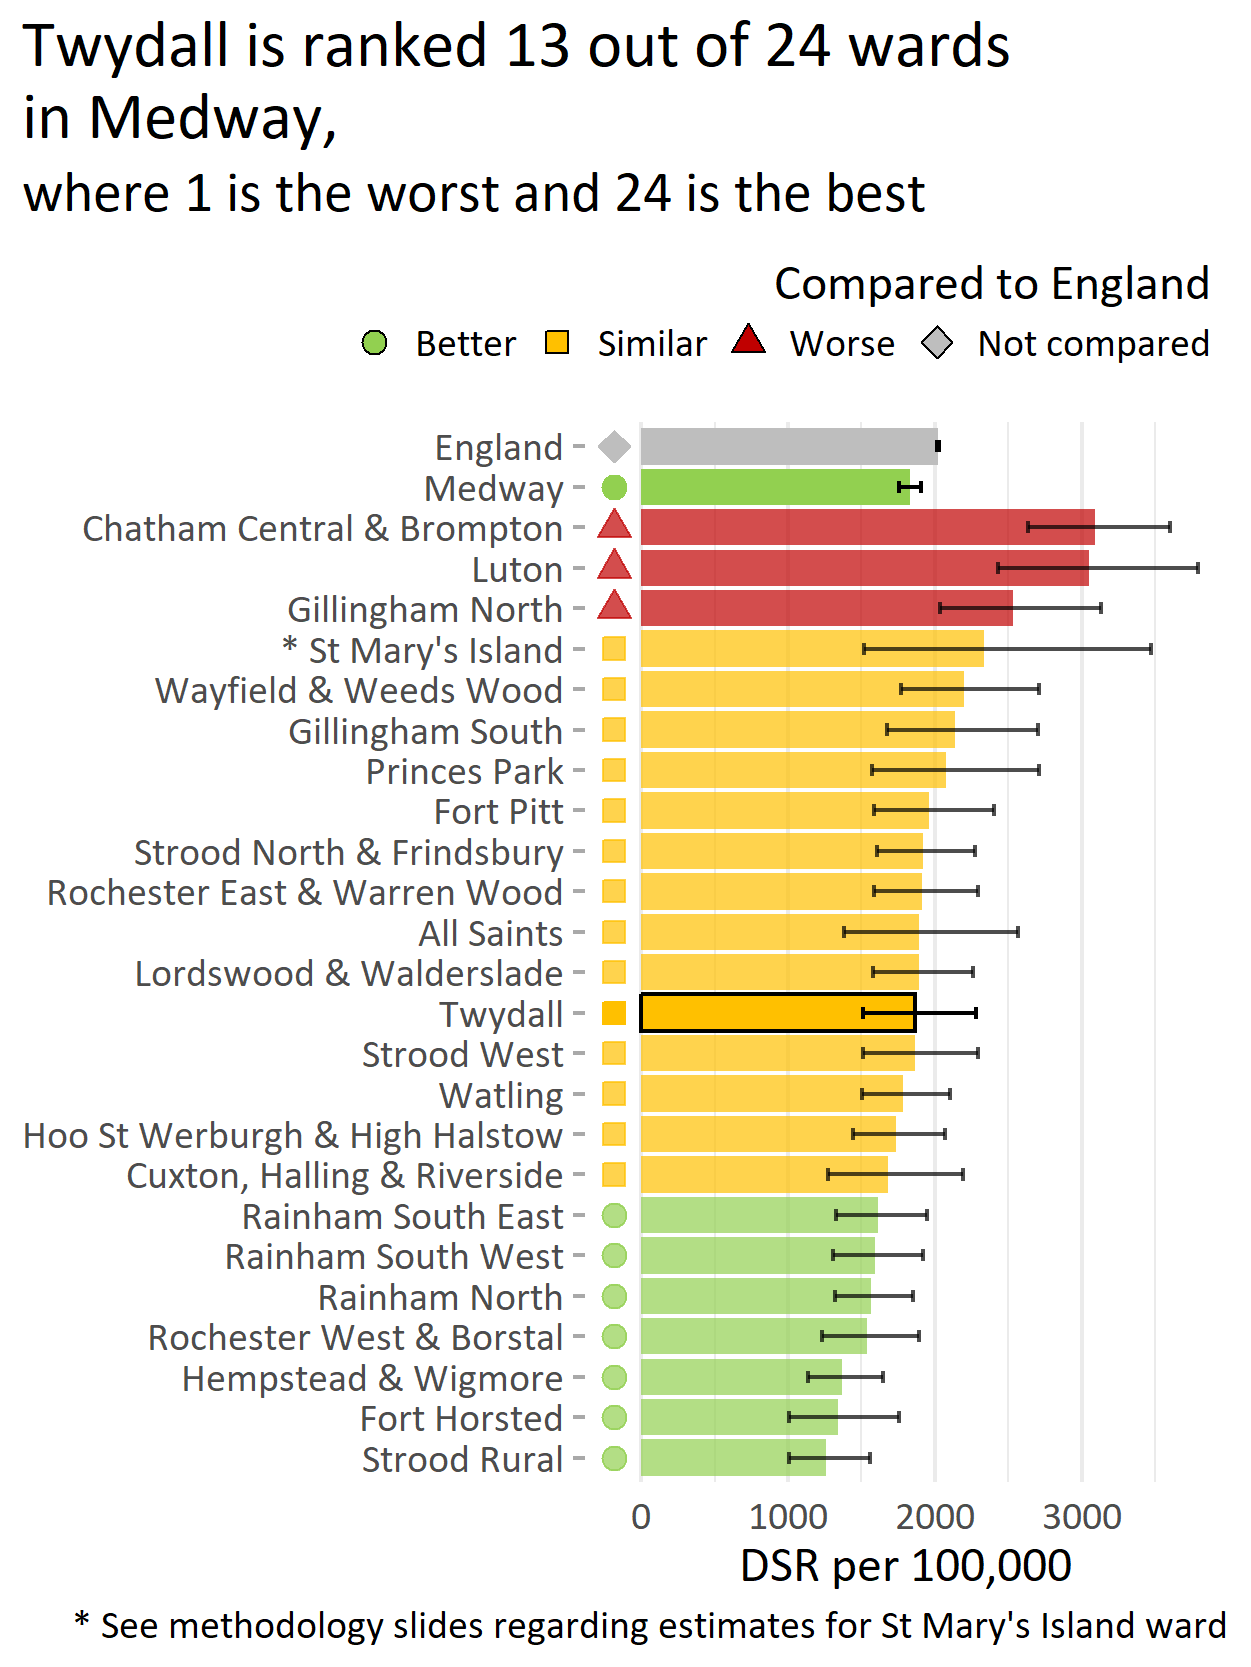 Twydall is ranked 13 out of 24 wards
in Medway,
where 1 is the worst and 24 is the best
Compared to England
Better Similar Worse Not compared
England
Medway
Chatham Central & Brompton
Luton
Gillingham North
* St Mary's Island
Wayfield & Weeds Wood
Gillingham South
Princes Park
Fort Pitt
Strood North & Frindsbury
Rochester East & Warren Wood
All Saints
Lordswood & Walderslade
Twydall
Strood West
Watling
Hoo St Werburgh & High Halstow
Cuxton, Halling & Riverside
Rainham South East
Rainham South West
Rainham North
Rochester West & Borstal
Hempstead & Wigmore
Fort Horsted
Strood Rural
0 1000 2000 3000
DSR per 100,000
* See methodology slides regarding estimates for St Mary's Island ward